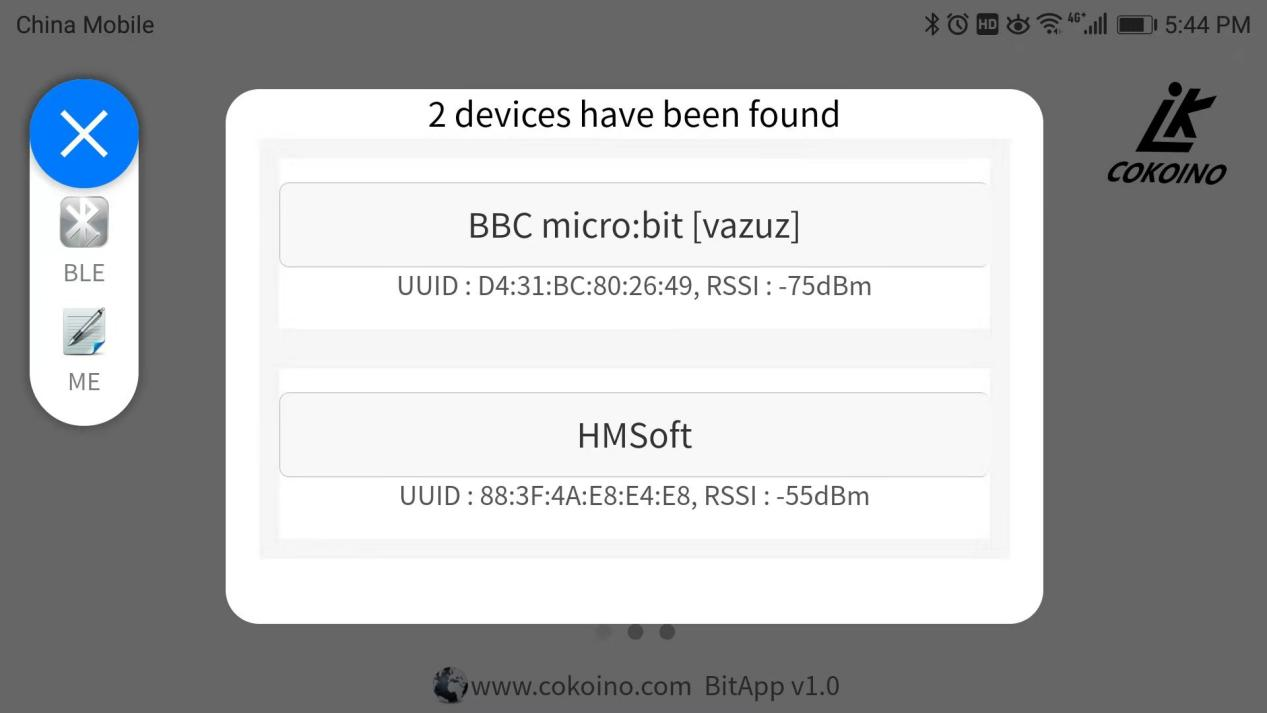 China Mobile
HD 4G+ 5:44 PM
2 devices have been found
COKOINO
BBC micro:bit [vazuz]
UUID : D4:31:BC:80:26:49, RSSI : -75dBm
BLE
ME
HMSoft
UUID : 88:3F:4A:E8:E4:E8, RSSI : -55dBm
www.cokoino.com BitApp v1.0